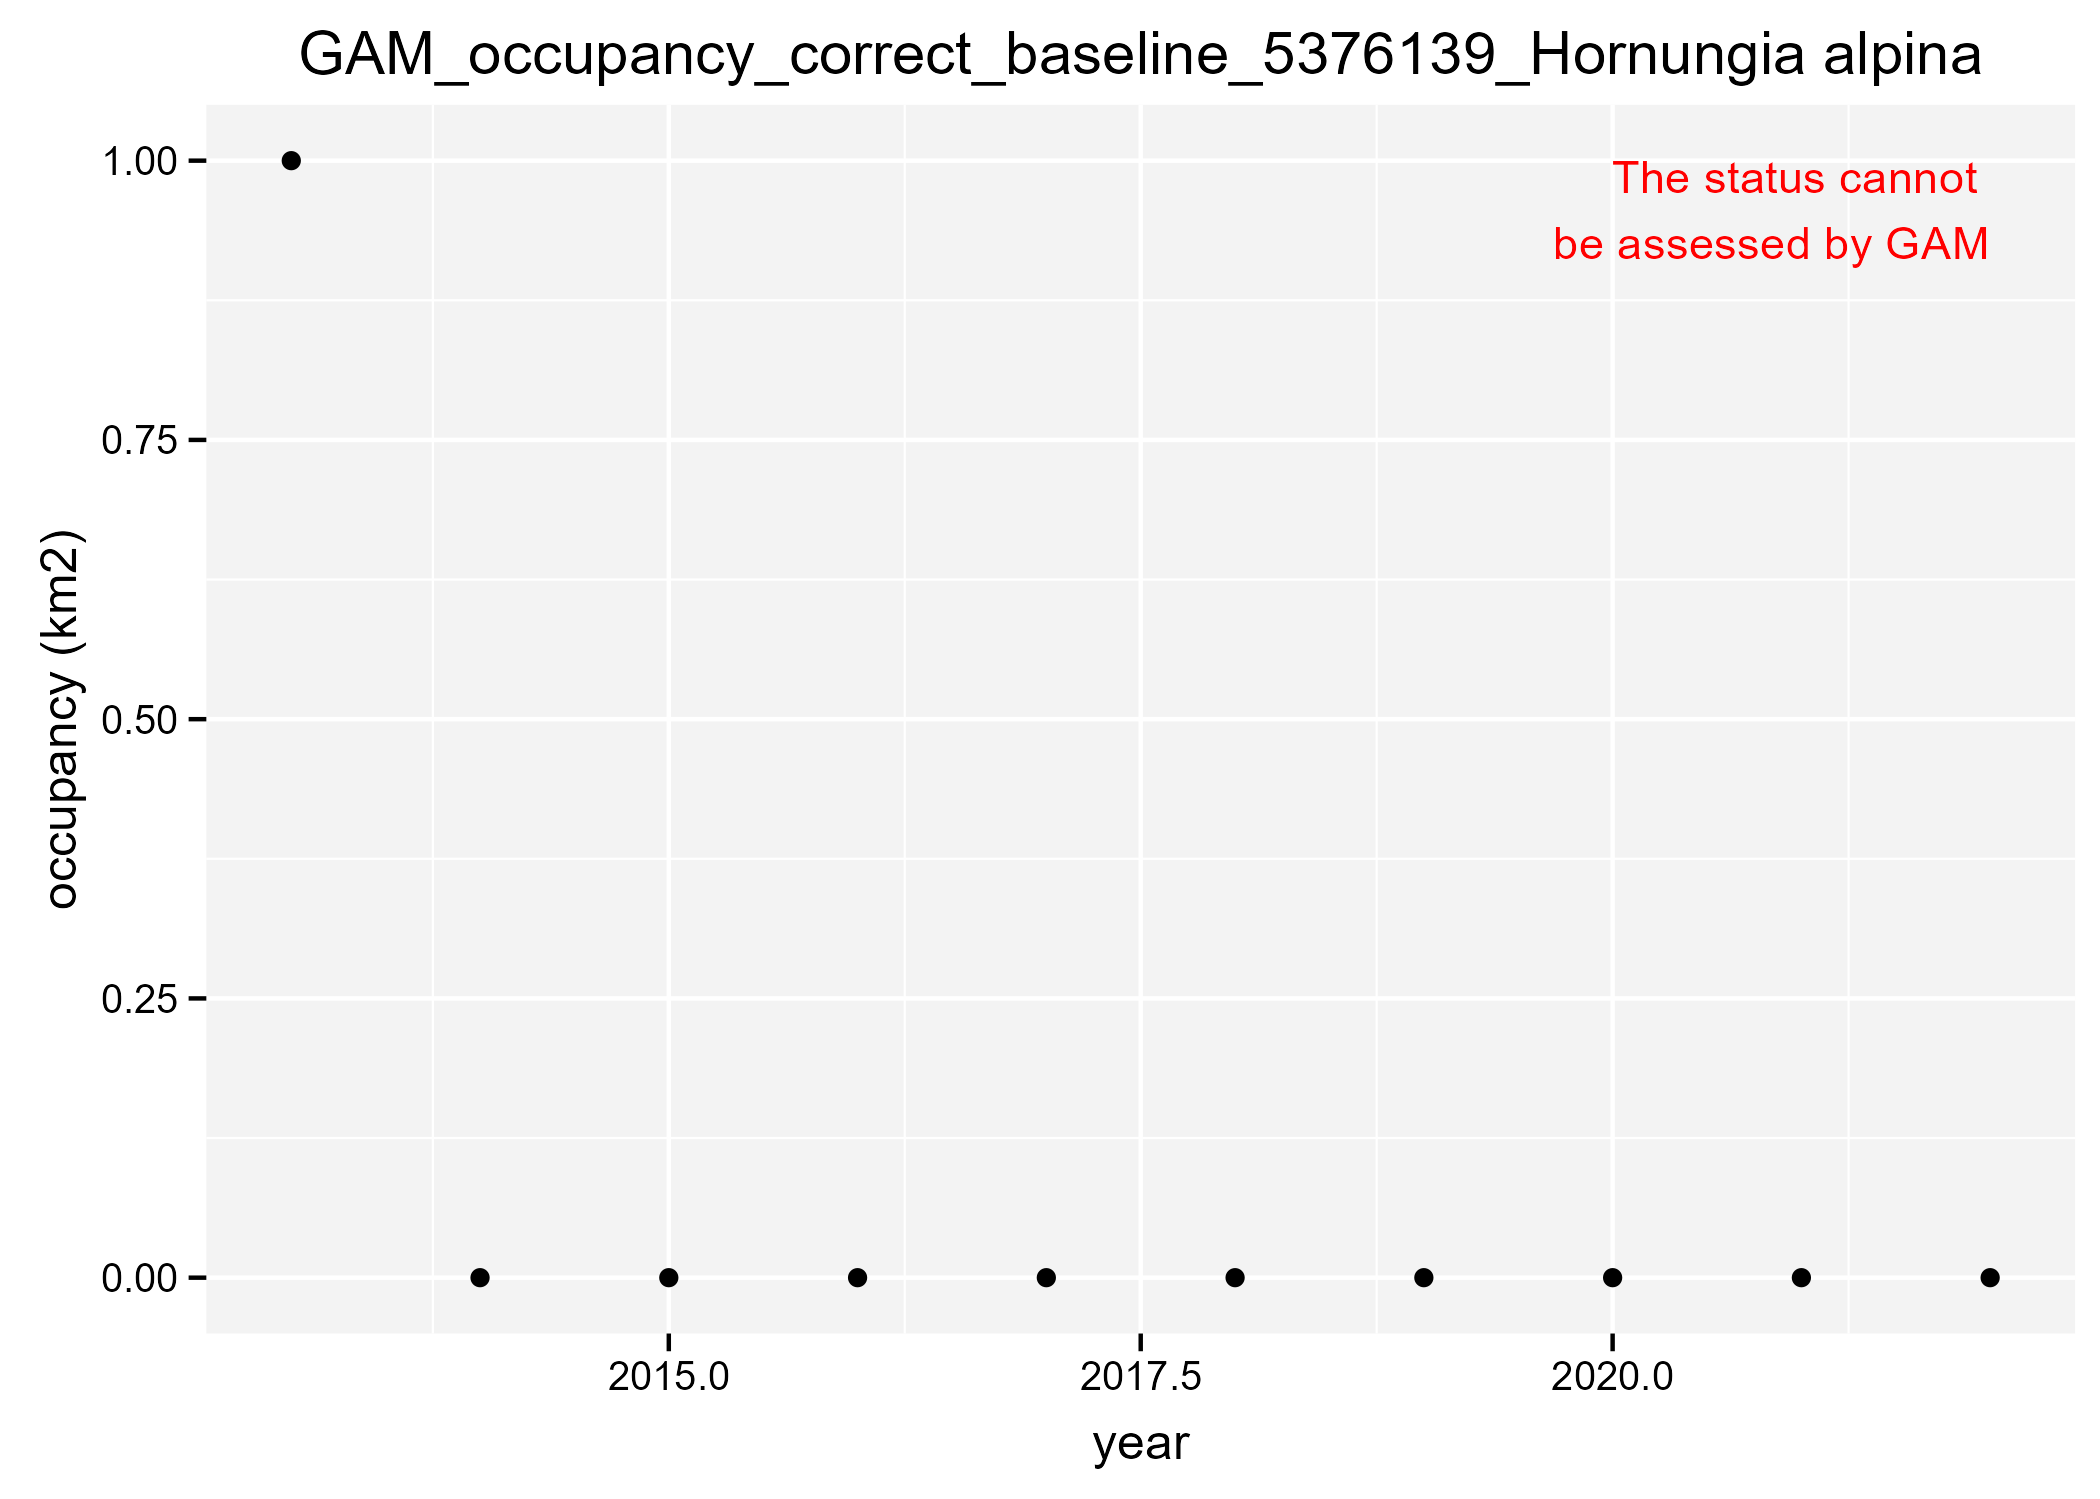 GAM_occupancy_correct_baseline_5376139_Hornungia alpina
The status cannot
be assessed by GAM
occupancy (km2)
1.00
0.75
0.50
0.25
0.00
2015.0 2017.5 2020.0
year